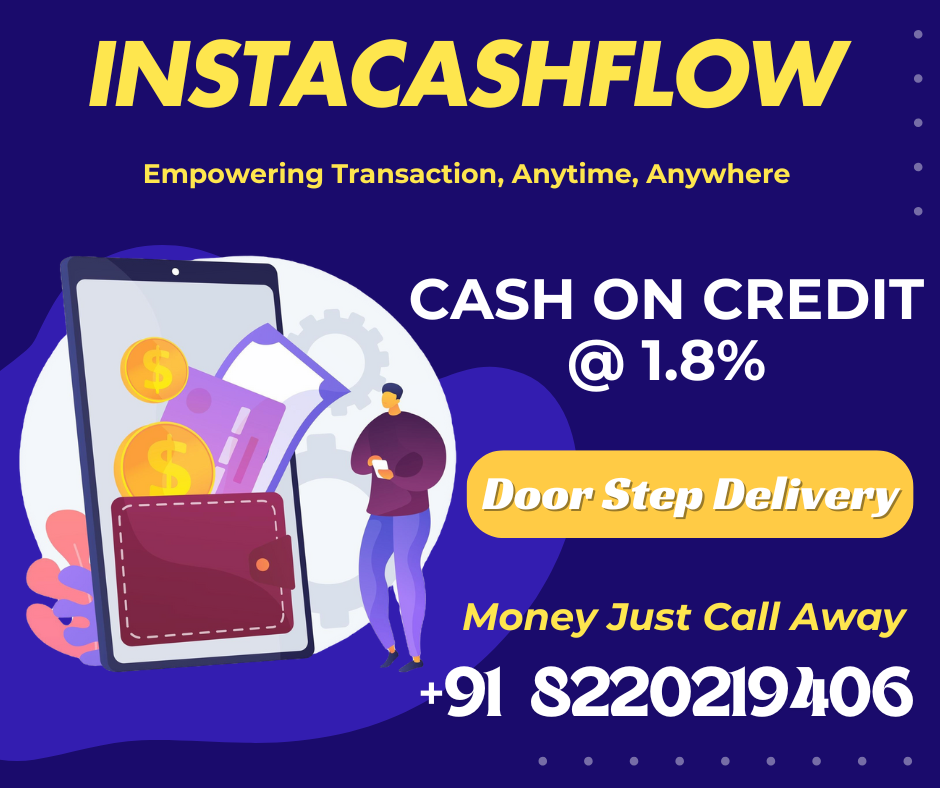 INSTACASHFLOW
Empowering Transaction, Anytime, Anywhere
CASH ON CREDIT
@ 1.8%
Door Step Delivery
Money Just Call Away
+91 8220219406